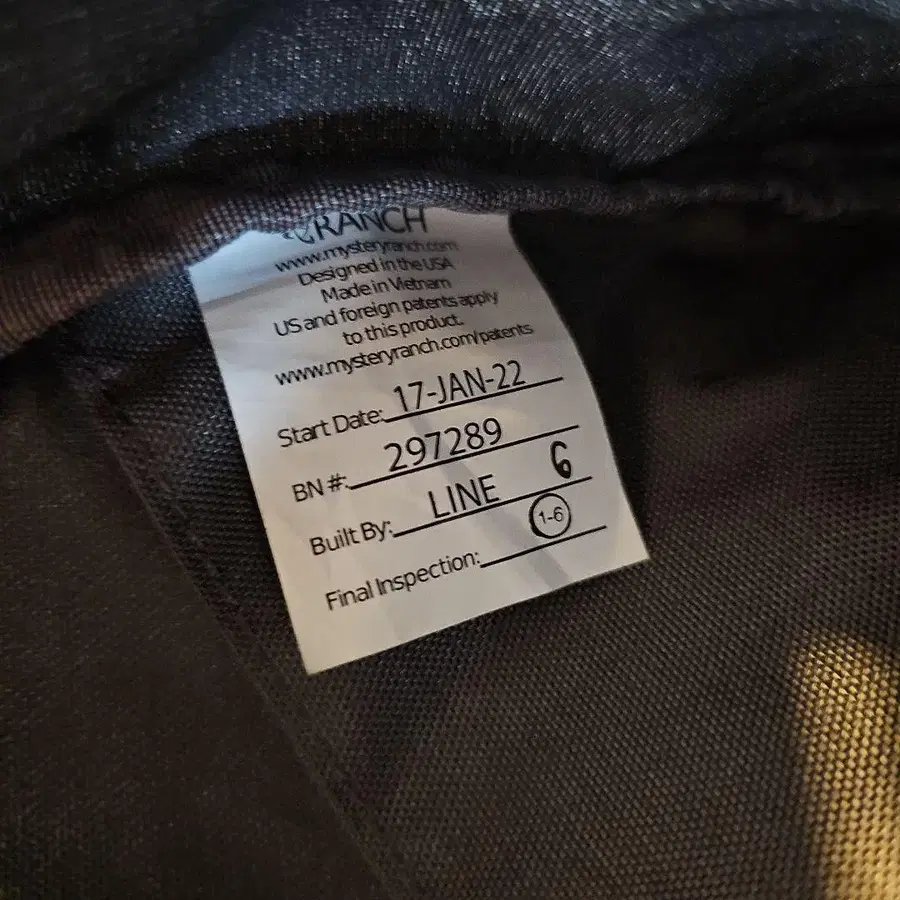 RANCH
www.mysteryranch.com
Designed in the USA
Made in Vietnam
US and foreign patents apply
to this product.
www.mysteryranch.com/patents
Start Date: 17-JAN-22
BN #: 297289
Built By: LINE 6
Final Inspection: 1-6